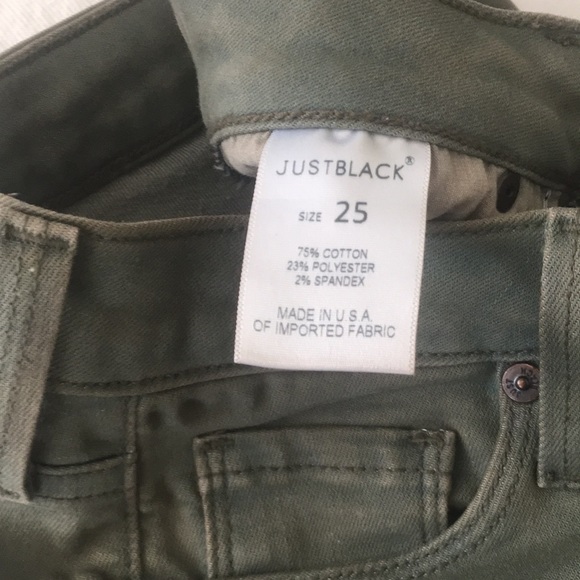 JUSTBLACK®
SIZE 25
75% COTTON
23% POLYESTER
2% SPANDEX
MADE IN U.S.A.
OF IMPORTED FABRIC